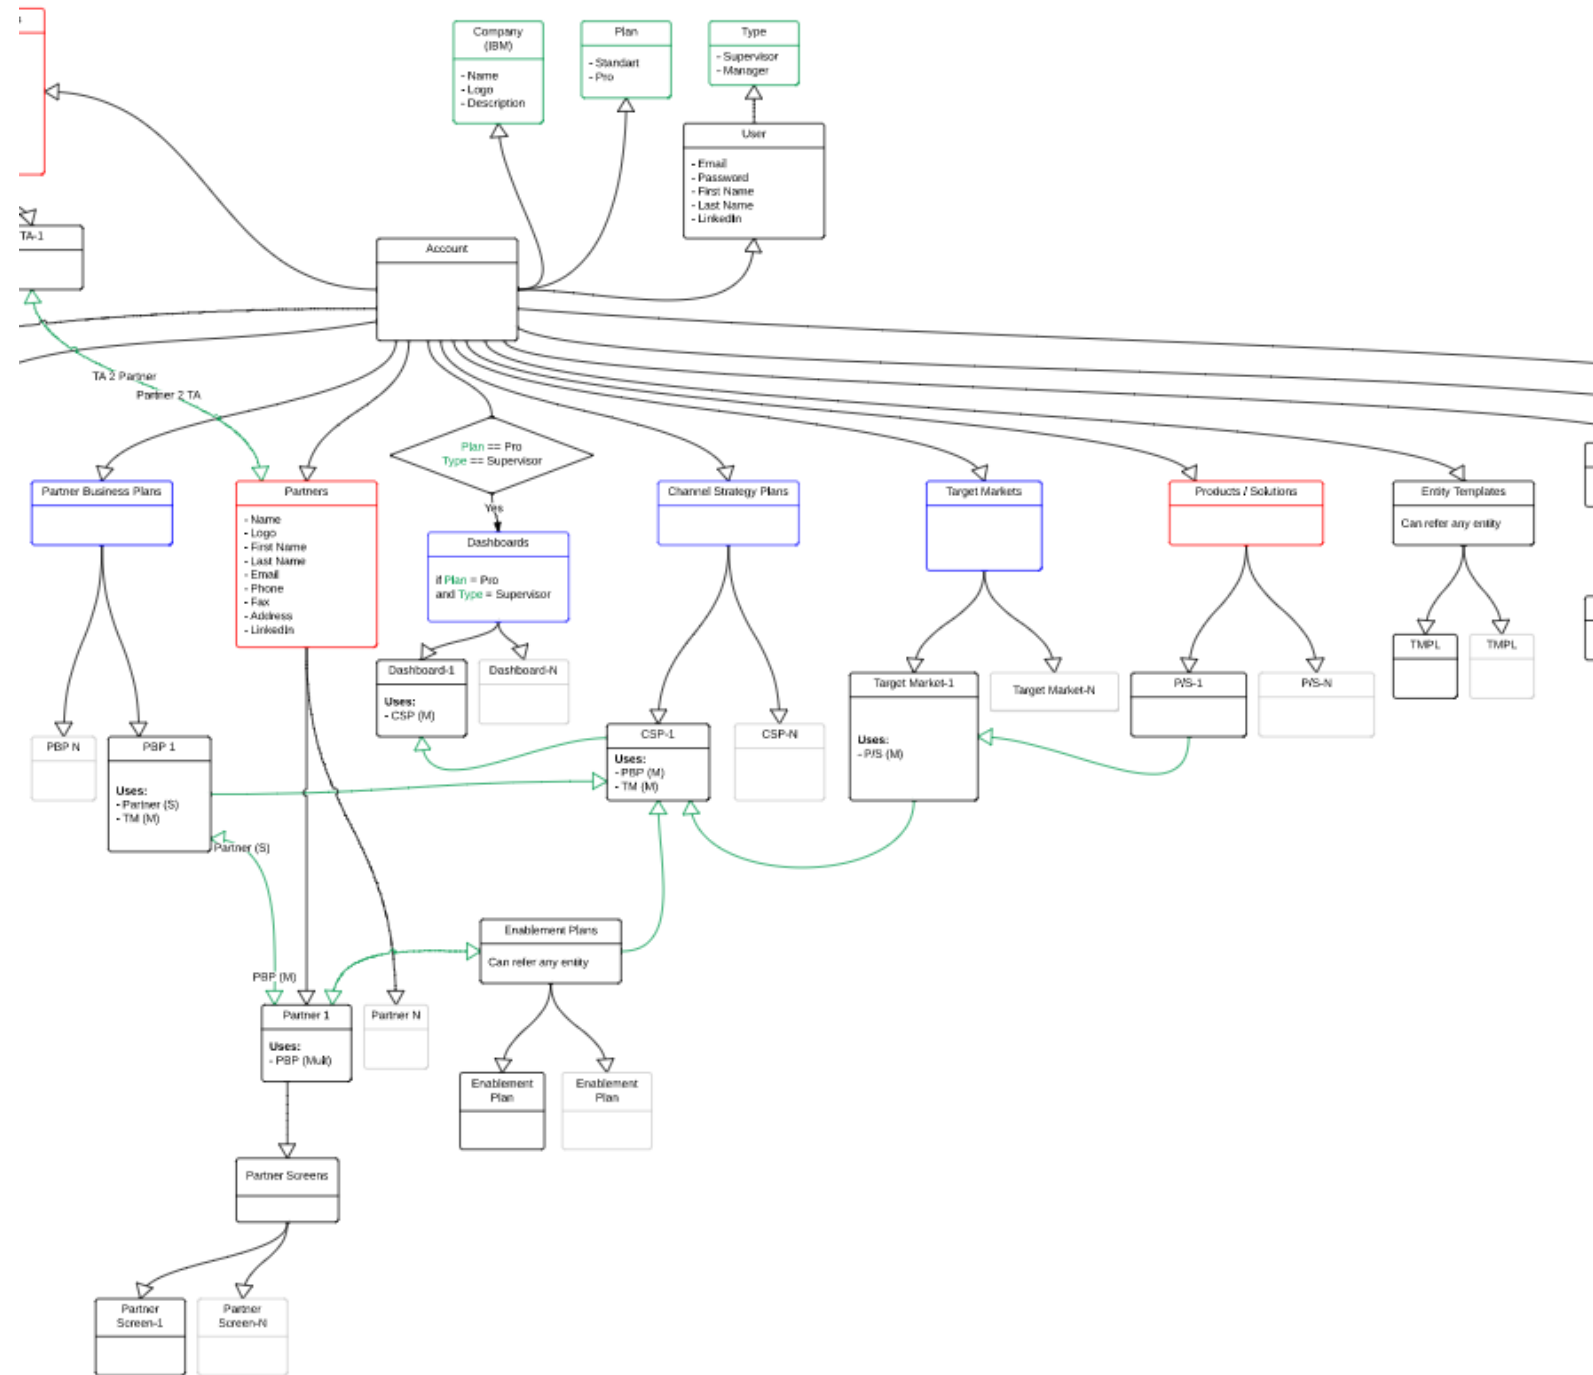 Company
(IBM)
- Name
- Logo
- Description
Plan
- Standart
- Pro
Type
- Supervisor
- Manager
User
- Email
- Password
- First Name
- Last Name
- LinkedIn
TA-1
Account
TA 2 Partner
Partner 2 TA
Plan == Pro
Type == Supervisor
Yes
Partner Business Plans
Partners
- Name
- Logo
- First Name
- Last Name
- Email
- Phone
- Fax
- Address
- LinkedIn
Dashboards
if Plan = Pro
and Type = Supervisor
Channel Strategy Plans
Target Markets
Products / Solutions
Entity Templates
Can refer any entity
TMPL
TMPL
Dashboard-1
Uses:
- CSP (M)
Dashboard-N
Target Market-1
Uses:
- P/S (M)
Target Market-N
P/S-1
P/S-N
PBP N
PBP 1
Uses:
- Partner (S)
- TM (M)
CSP-1
Uses:
- PBP (M)
- TM (M)
CSP-N
Partner (S)
PBP (M)
Enablement Plans
Can refer any entity
Partner 1
Uses:
- PBP (Mult)
Partner N
Enablement
Plan
Enablement
Plan
Partner Screens
Partner
Screen-1
Partner
Screen-N